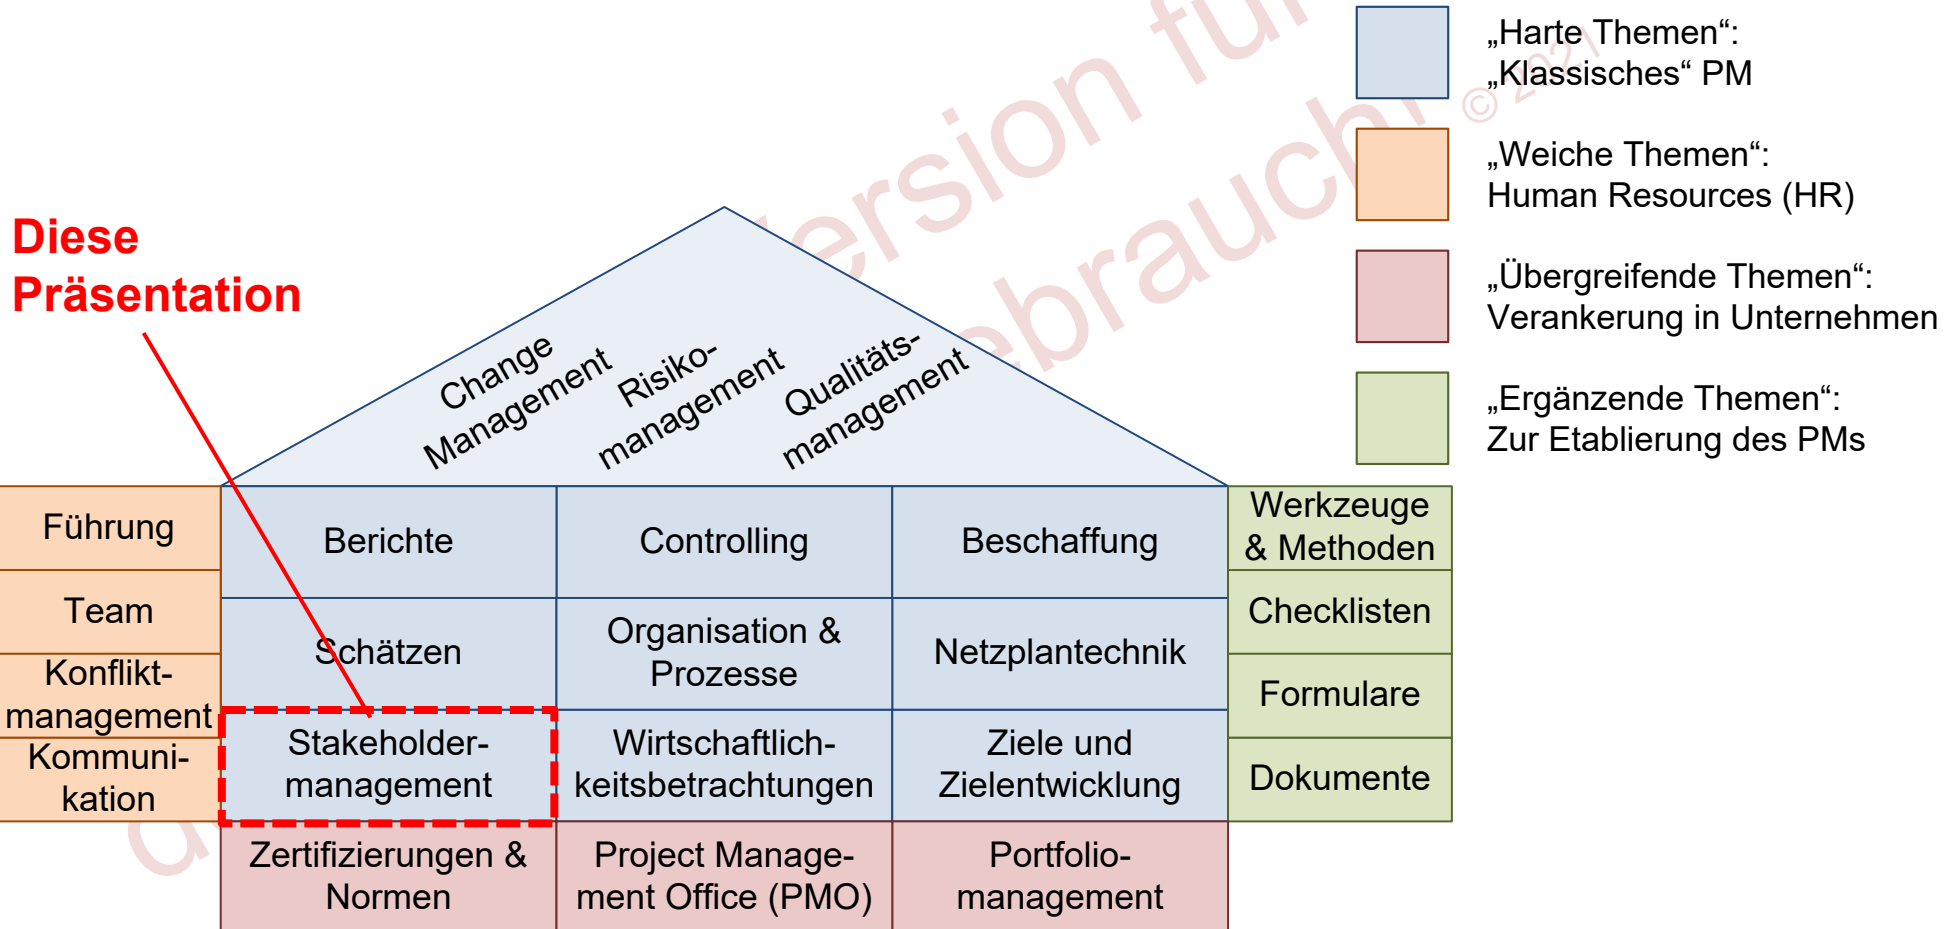 „Harte Themen“:
„Klassisches“ PM
„Weiche Themen“:
Human Resources (HR)
„Übergreifende Themen“:
Verankerung in Unternehmen
„Ergänzende Themen“:
Zur Etablierung des PMs
© 2021
Diese
Präsentation
Change
Management
Risiko-
management
Qualitäts-
management
Führung
Team
Konflikt-
management
Kommuni-
kation
Berichte
Controlling
Beschaffung
Schätzen
Organisation &
Prozesse
Netzplantechnik
Stakeholder-
management
Wirtschaftlich-
keitsbetrachtungen
Ziele und
Zielentwicklung
Zertifizierungen &
Normen
Project Manage-
ment Office (PMO)
Portfolio-
management
Werkzeuge
& Methoden
Checklisten
Formulare
Dokumente